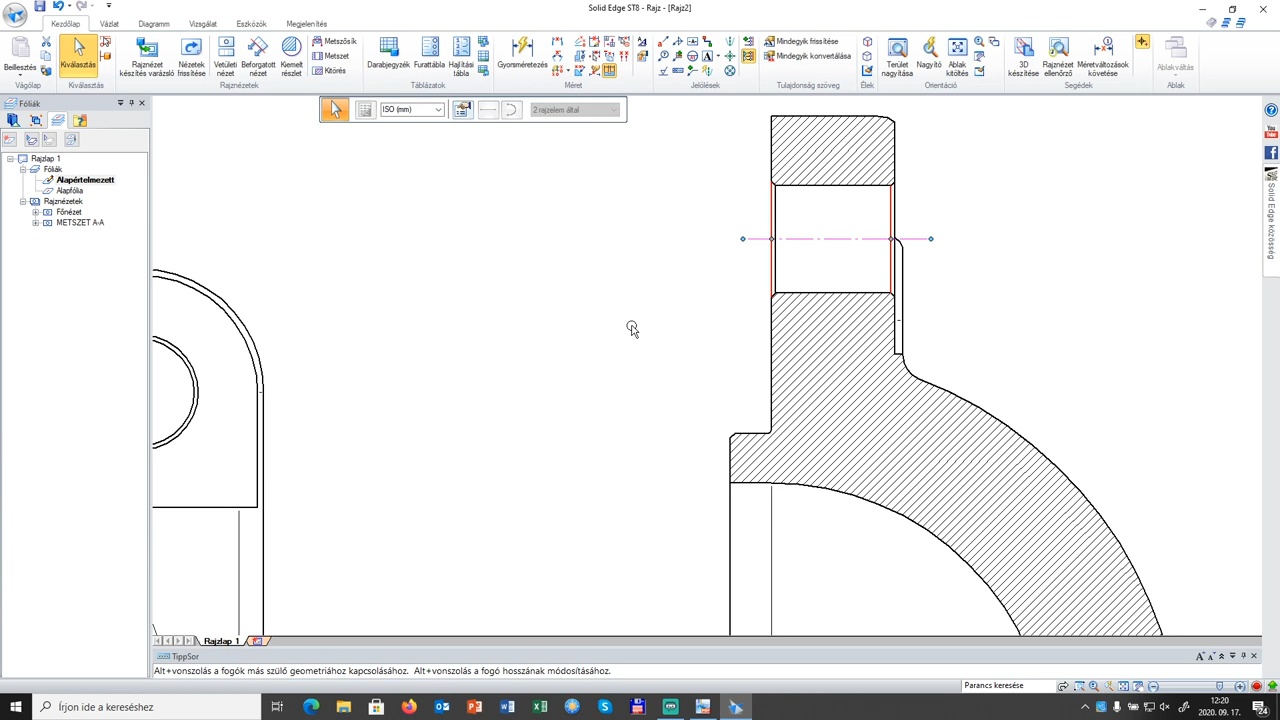 Solid Edge ST8 - Rajz - [Rajz2]
Kezdőlap
Vázlat
Diagramm
Vizsgálat
Eszközök
Megjelenítés
Beillesztés
Kiválasztás
Rajznézet készítés varázsló
Nézetek frissítése
Vetületi nézet
Beforgatott nézet
Kiemelt részlet
Metszősík
Metszet
Kitörés
Darabjegyzék
Furattábla
Hajlítási tábla
Gyorsméretezés
Mindegyik frissítése
Mindegyik konvertálása
Terület nagyítása
Nagyító
Ablak kitöltés
3D készítése
Rajznézet ellenőrző
Méretváltozások követése
Ablakváltás
Vágólap
Kiválasztás
Rajznézetek
Táblázatok
Méret
Jelölések
Tulajdonság szöveg
Élek
Orientáció
Segédek
Ablak
Fóliák
ISO (mm)
2 rajzelem által
Rajzlap 1
Fóliák
Alapértelmezett
Alapfólia
Rajznézetek
Főnézet
METSZET A-A
You
Tube
Solid Edge közösség
Rajzlap 1
TippSor
Alt+vonszolás a fogók más szülő geometriához kapcsolásához. Alt+vonszolás a fogó hosszának módosításához.
Parancs keresése
Írjon ide a kereséshez
12:20
2020. 09. 17.
24